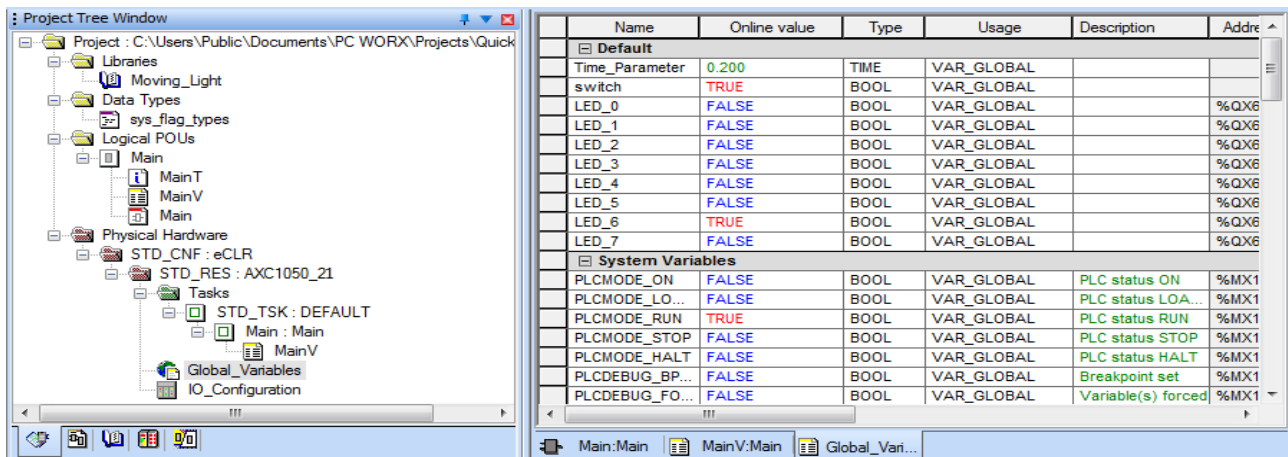 Project Tree Window
Project : C:\Users\Public\Documents\PC WORX\Projects\Quick
Libraries
Moving_Light
Data Types
sys_flag_types
Logical POUs
Main
MainT
MainV
Main
Physical Hardware
STD_CNF : eCLR
STD_RES : AXC1050_21
Tasks
STD_TSK : DEFAULT
Main : Main
MainV
Global_Variables
IO_Configuration
Name Online value Type Usage Description Addre
Default
Time_Parameter 0.200 TIME VAR_GLOBAL
switch TRUE BOOL VAR_GLOBAL
LED_0 FALSE BOOL VAR_GLOBAL %QX6
LED_1 FALSE BOOL VAR_GLOBAL %QX6
LED_2 FALSE BOOL VAR_GLOBAL %QX6
LED_3 FALSE BOOL VAR_GLOBAL %QX6
LED_4 FALSE BOOL VAR_GLOBAL %QX6
LED_5 FALSE BOOL VAR_GLOBAL %QX6
LED_6 TRUE BOOL VAR_GLOBAL %QX6
LED_7 FALSE BOOL VAR_GLOBAL %QX6
System Variables
PLCMODE_ON FALSE BOOL VAR_GLOBAL PLC status ON %MX1
PLCMODE_LO... FALSE BOOL VAR_GLOBAL PLC status LOA... %MX1
PLCMODE_RUN TRUE BOOL VAR_GLOBAL PLC status RUN %MX1
PLCMODE_STOP FALSE BOOL VAR_GLOBAL PLC status STOP %MX1
PLCMODE_HALT FALSE BOOL VAR_GLOBAL PLC status HALT %MX1
PLCDEBUG_BP... FALSE BOOL VAR_GLOBAL Breakpoint set %MX1
PLCDEBUG_FO... FALSE BOOL VAR_GLOBAL Variable(s) forced %MX1
Main:Main MainV:Main Global_Vari...